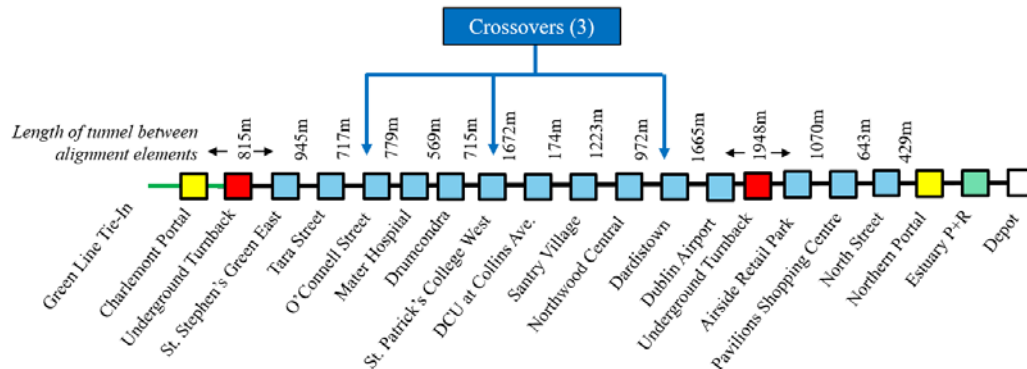 Crossovers (3)
Length of tunnel between
alignment elements
815m
945m
717m
779m
569m
715m
1672m
174m
1223m
972m
1665m
1948m
1070m
643m
429m
Green Line Tie-In
Charlemont Portal
Underground Turnback
St. Stephen's Green East
Tara Street
O'Connell Street
Mater Hospital
Drumcondra
St. Patrick's College West
DCU at Collins Ave.
Santry Village
Northwood Central
Dardistown
Dublin Airport
Underground Turnback
Airside Retail Park
Pavilions Shopping Centre
North Street
Northern Portal
Estuary P+R
Depot